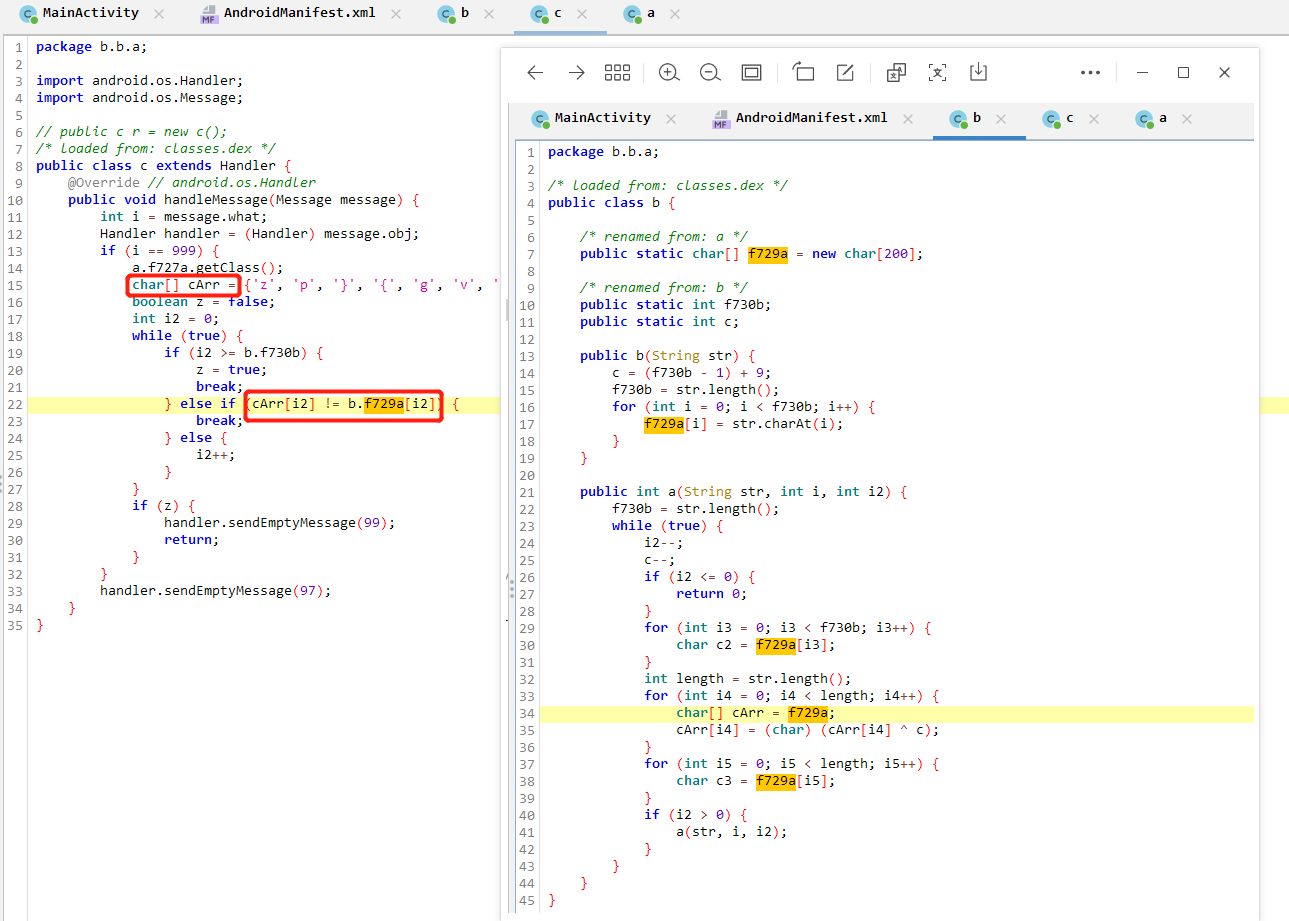 MainActivity AndroidManifest.xml b c a
1 package b.b.a;
2
3 import android.os.Handler;
4 import android.os.Message;
5
6 // public c r = new c();
7 /* loaded from: classes.dex */
8 public class c extends Handler {
9 @Override // android.os.Handler
10 public void handleMessage(Message message) {
11 int i = message.what;
12 Handler handler = (Handler) message.obj;
13 if (i == 999) {
14 a.f727a.getClass();
15 char[] cArr = {'z', 'p', '}', '{', 'g', 'v', '
16 boolean z = false;
17 int i2 = 0;
18 while (true) {
19 if (i2 >= b.f730b) {
20 z = true;
21 break;
22 } else if (cArr[i2] != b.f729a[i2]) {
23 break;
24 } else {
25 i2++;
26 }
27 }
28 if (z) {
29 handler.sendEmptyMessage(99);
30 return;
31 }
32 }
33 handler.sendEmptyMessage(97);
34 }
35 }
MainActivity AndroidManifest.xml b c a
1 package b.b.a;
2
3 /* loaded from: classes.dex */
4 public class b {
5
6 /* renamed from: a */
7 public static char[] f729a = new char[200];
8
9 /* renamed from: b */
10 public static int f730b;
11 public static int c;
12
13 public b(String str) {
14 c = (f730b - 1) + 9;
15 f730b = str.length();
16 for (int i = 0; i < f730b; i++) {
17 f729a[i] = str.charAt(i);
18 }
19 }
20
21 public int a(String str, int i, int i2) {
22 f730b = str.length();
23 while (true) {
24 i2--;
25 c--;
26 if (i2 <= 0) {
27 return 0;
28 }
29 for (int i3 = 0; i3 < f730b; i3++) {
30 char c2 = f729a[i3];
31 }
32 int length = str.length();
33 for (int i4 = 0; i4 < length; i4++) {
34 char[] cArr = f729a;
35 cArr[i4] = (char) (cArr[i4] ^ c);
36 }
37 for (int i5 = 0; i5 < length; i5++) {
38 char c3 = f729a[i5];
39 }
40 if (i2 > 0) {
41 a(str, i, i2);
42 }
43 }
44 }
45 }